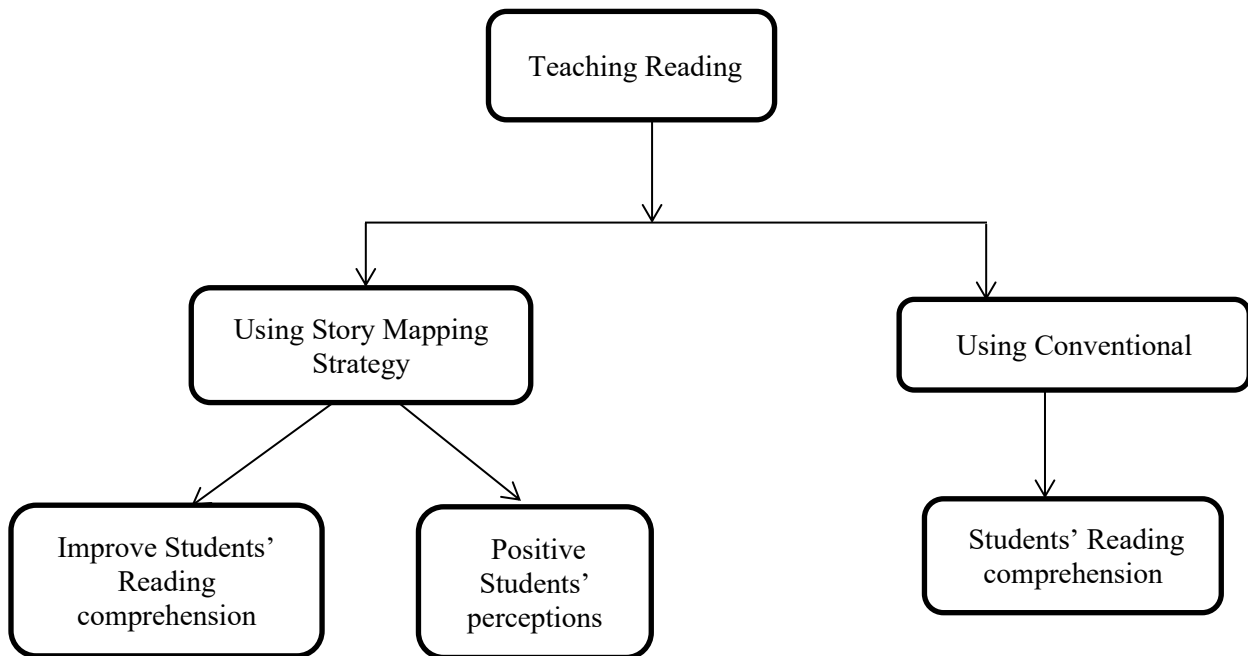 Teaching Reading
Using Story Mapping
Strategy
Using Conventional
Improve Students’
Reading
comprehension
Positive
Students’
perceptions
Students’ Reading
comprehension